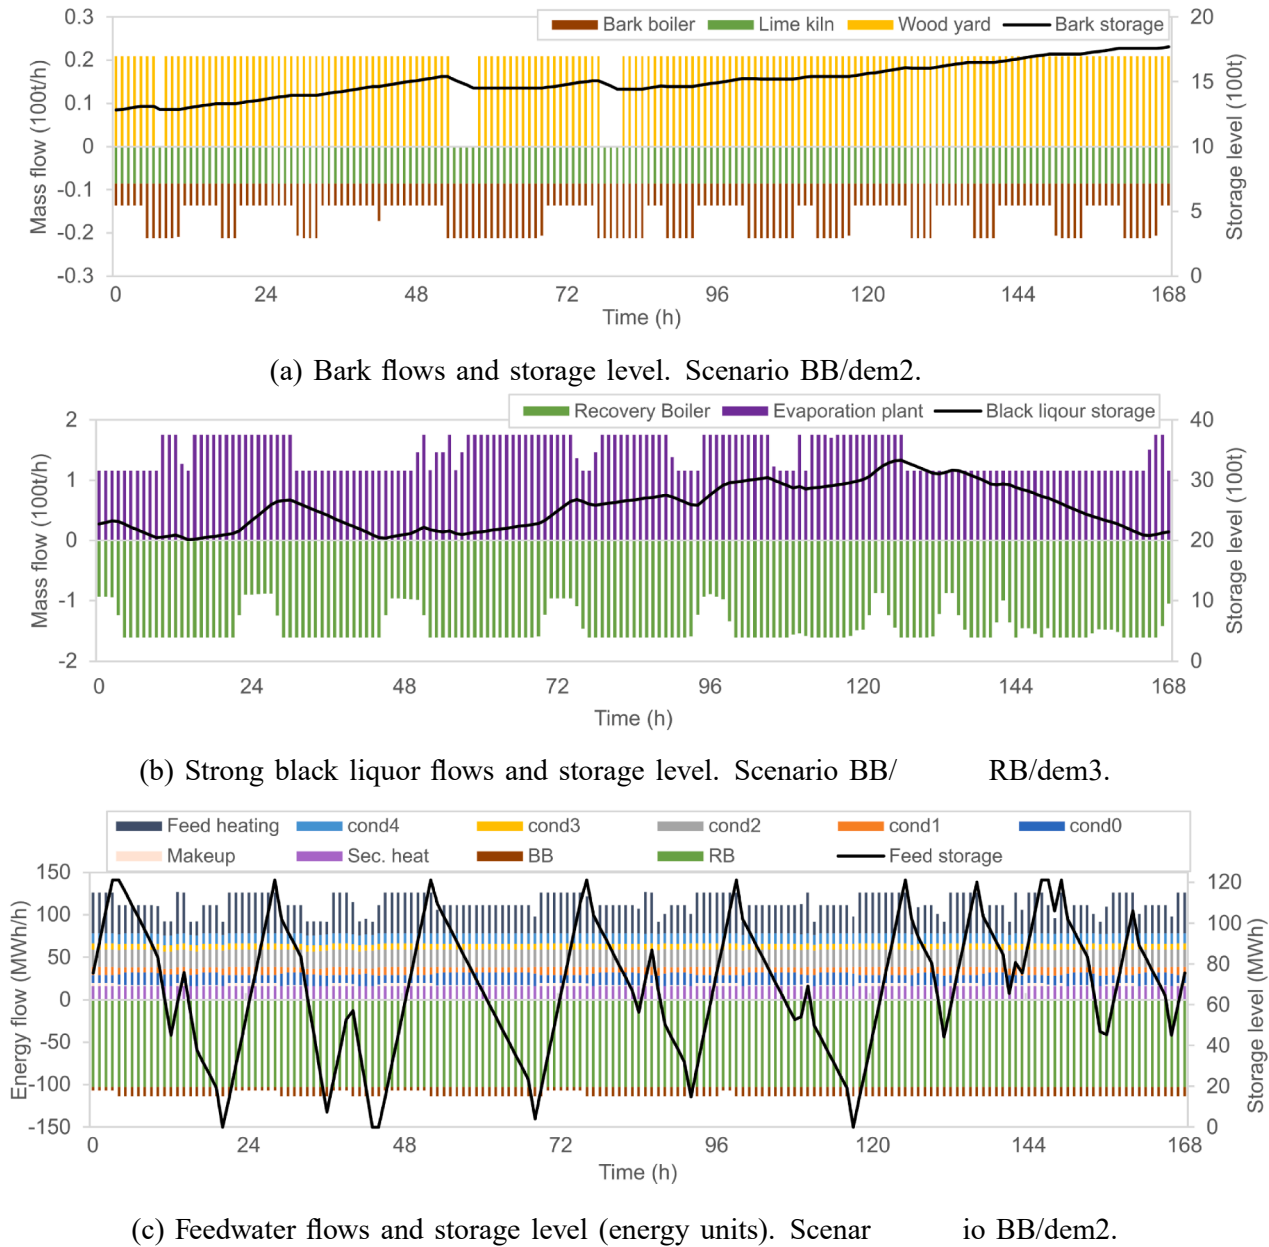 Bark boiler Lime kiln Wood yard Bark storage
0.3 0.2 0.1 0 -0.1 -0.2 -0.3
Mass flow (100t/h)
20 15 10 5 0
Storage level (100t)
0 24 48 72 96 120 144 168
Time (h)
(a) Bark flows and storage level. Scenario BB/dem2.
Recovery Boiler Evaporation plant Black liqour storage
2 1 0 -1 -2
Mass flow (100t/h)
40 30 20 10 0
Storage level (100t)
0 24 48 72 96 120 144 168
Time (h)
(b) Strong black liquor flows and storage level. Scenario BB/ RB/dem3.
Feed heating cond4 cond3 cond2 cond1 cond0
Makeup Sec. heat BB RB Feed storage
150 100 50 0 -50 -100 -150
Energy flow (MWh/h)
120 100 80 60 40 20 0
Storage level (MWh)
0 24 48 72 96 120 144 168
Time (h)
(c) Feedwater flows and storage level (energy units). Scenar io BB/dem2.